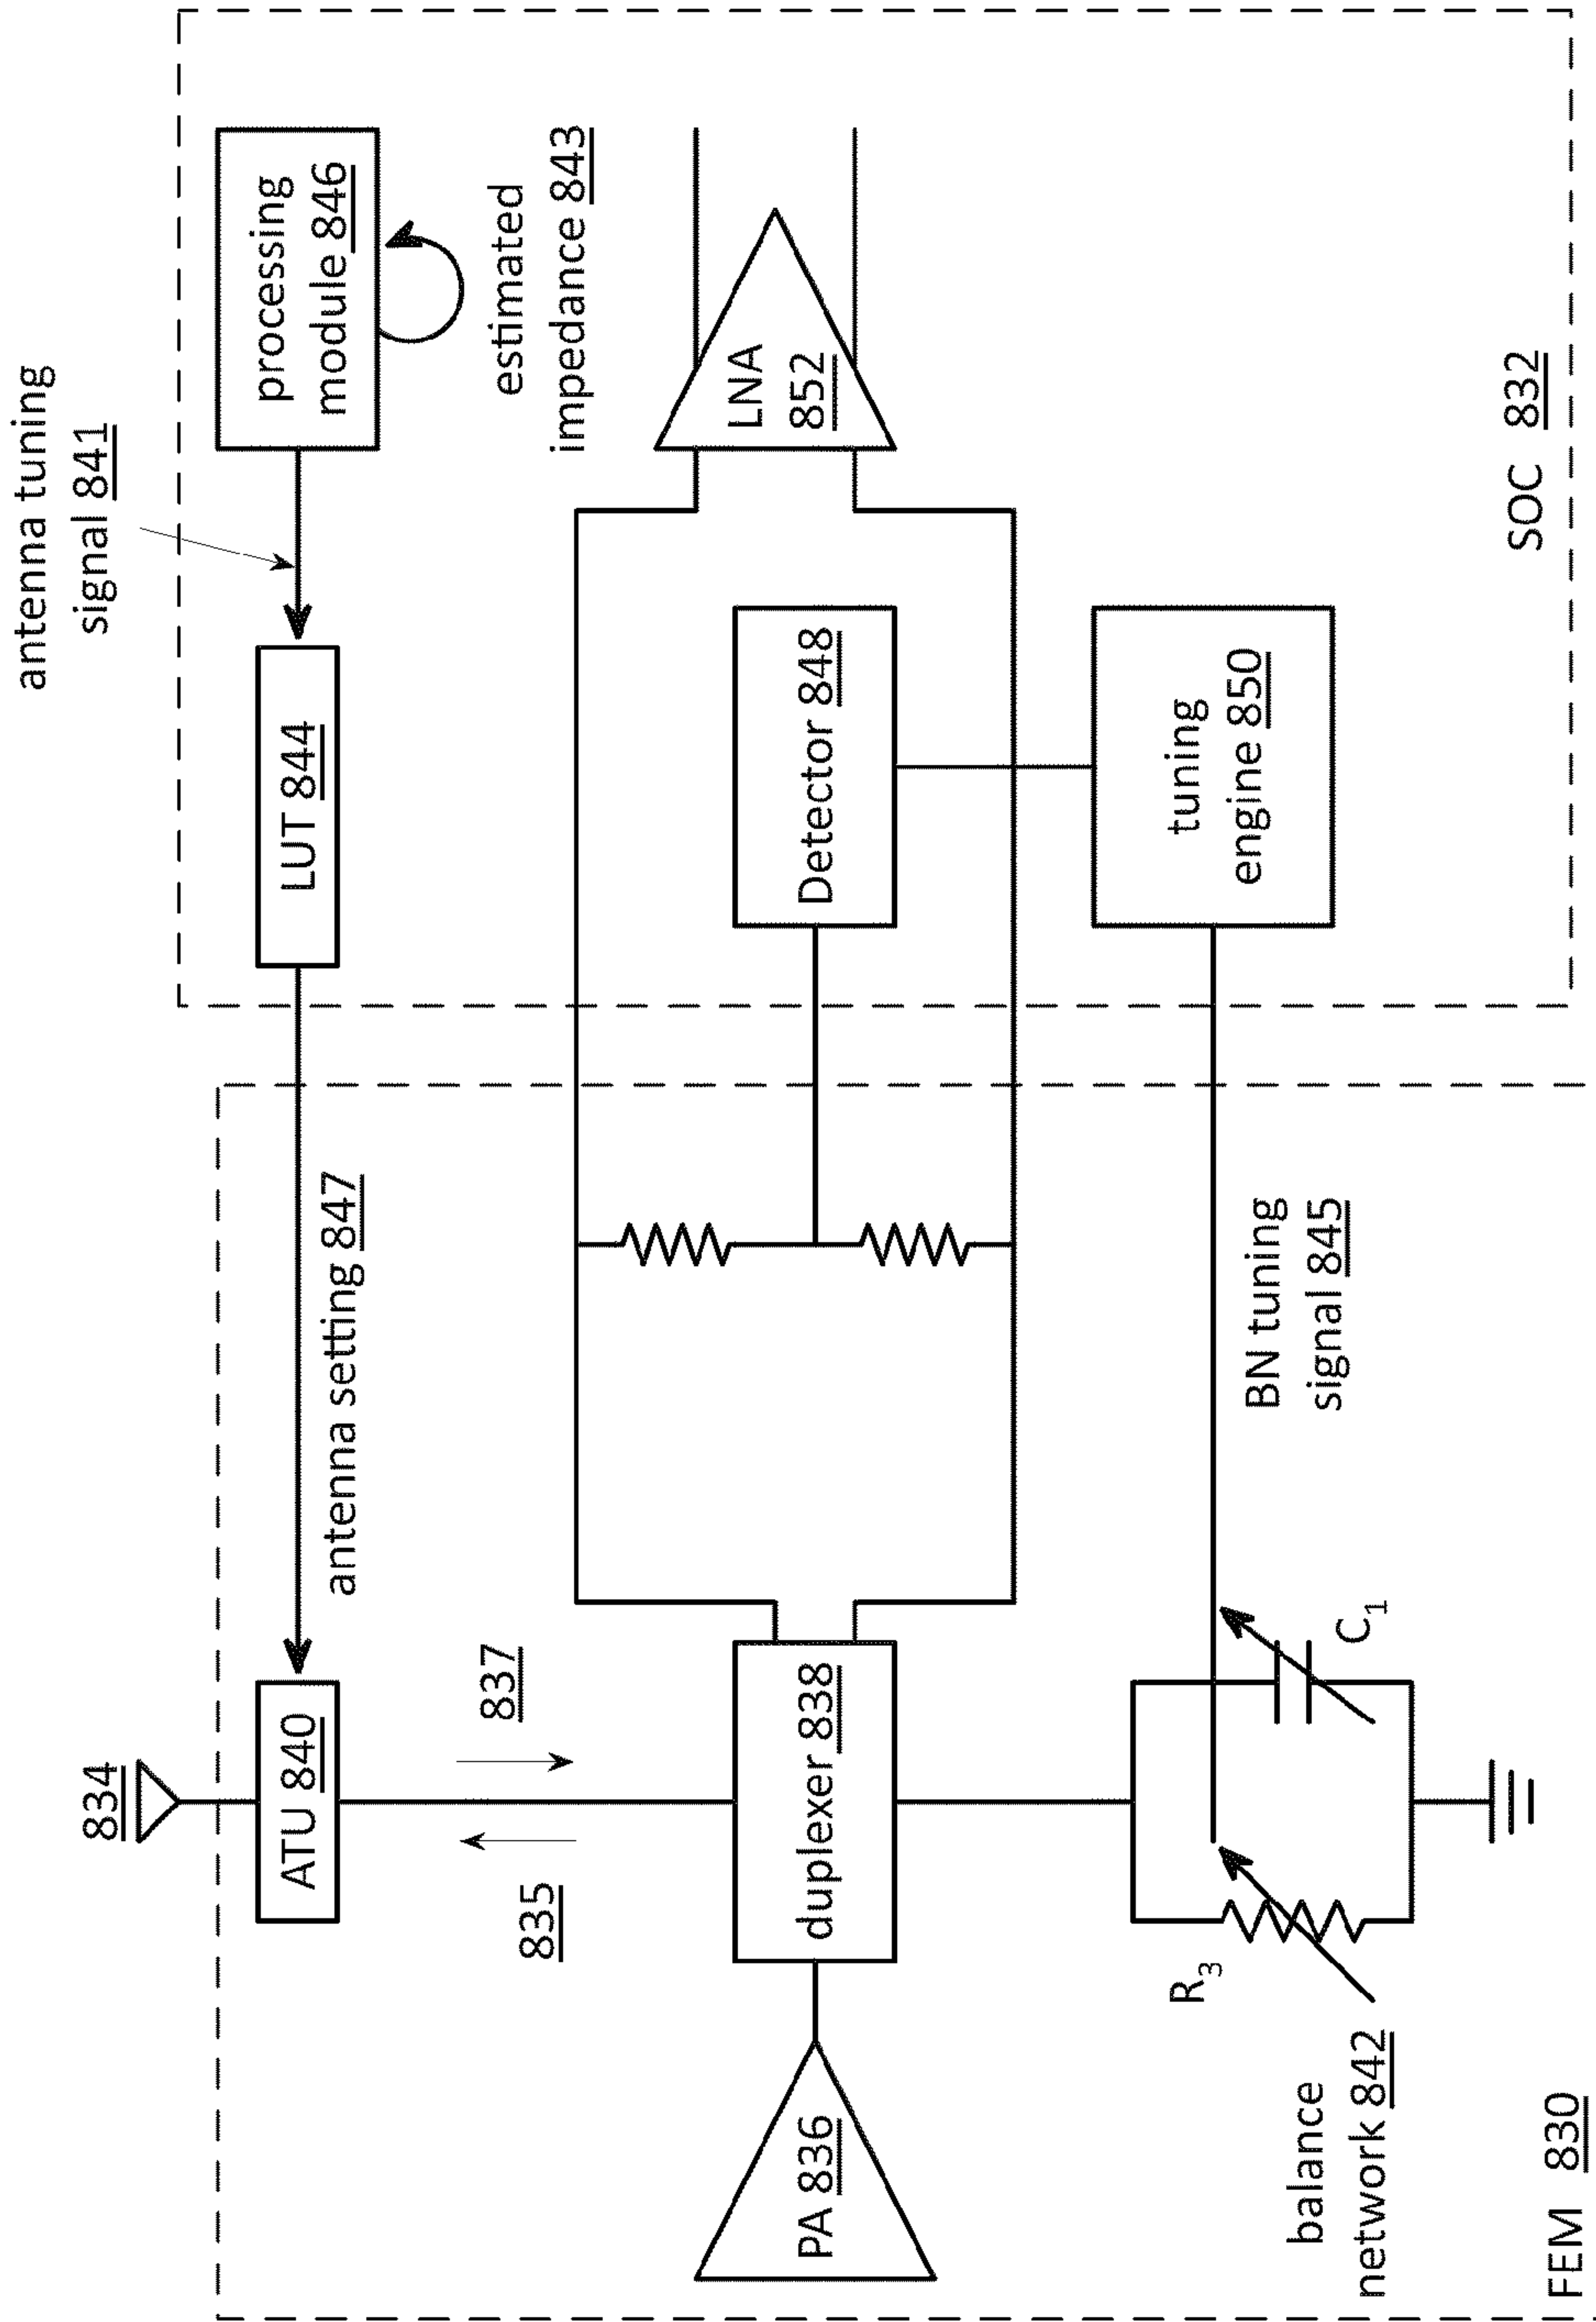 antenna tuning
signal 841
834
ATU 840
antenna setting 847
LUT 844
processing
module 846
835
837
estimated
impedance 843
PA 836
duplexer 838
Detector 848
LNA
852
R3
C1
balance
network 842
BN tuning
signal 845
tuning
engine 850
FEM 830
SOC 832